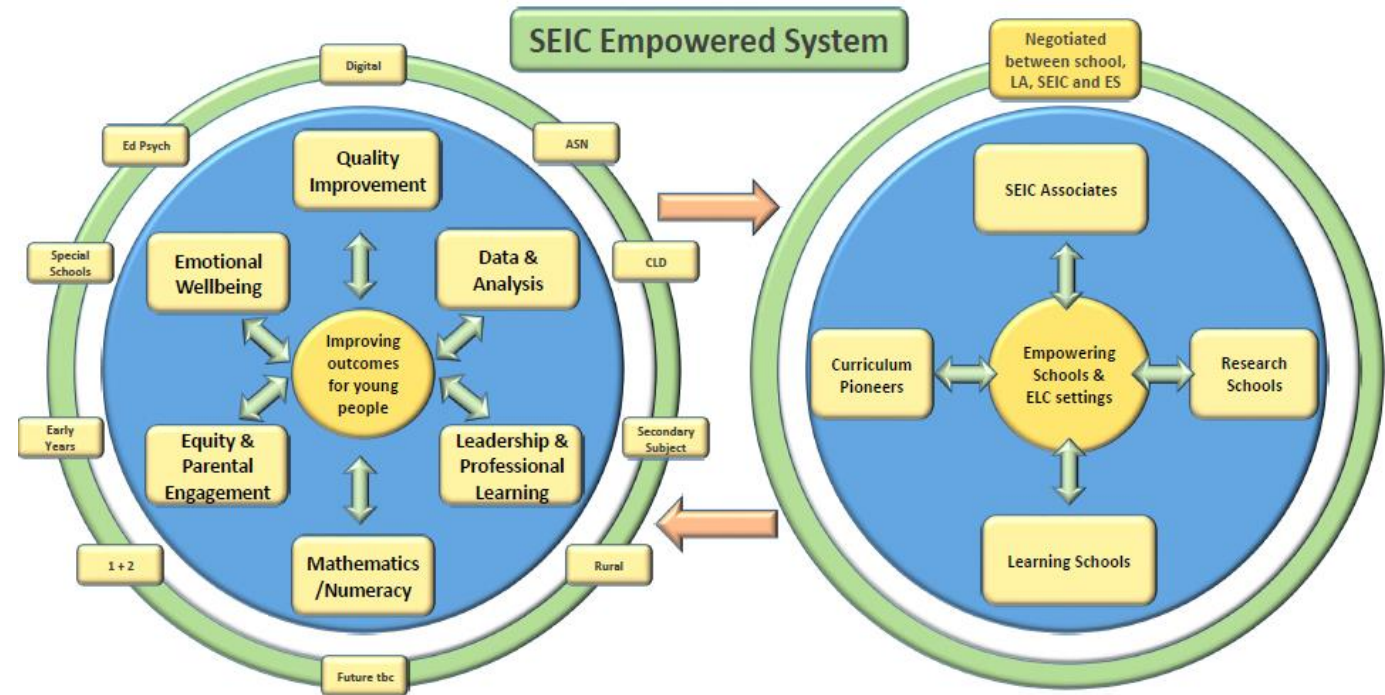 SEIC Empowered System
Digital
Ed Psych
ASN
Special
Schools
CLD
Early
Years
Secondary
Subject
1 + 2
Rural
Future tbc
Quality
Improvement
Emotional
Wellbeing
Data &
Analysis
Improving
outcomes
for young
people
Equity &
Parental
Engagement
Leadership &
Professional
Learning
Mathematics
/Numeracy
Negotiated
between school,
LA, SEIC and ES
SEIC Associates
Curriculum
Pioneers
Empowering
Schools &
ELC settings
Research
Schools
Learning Schools